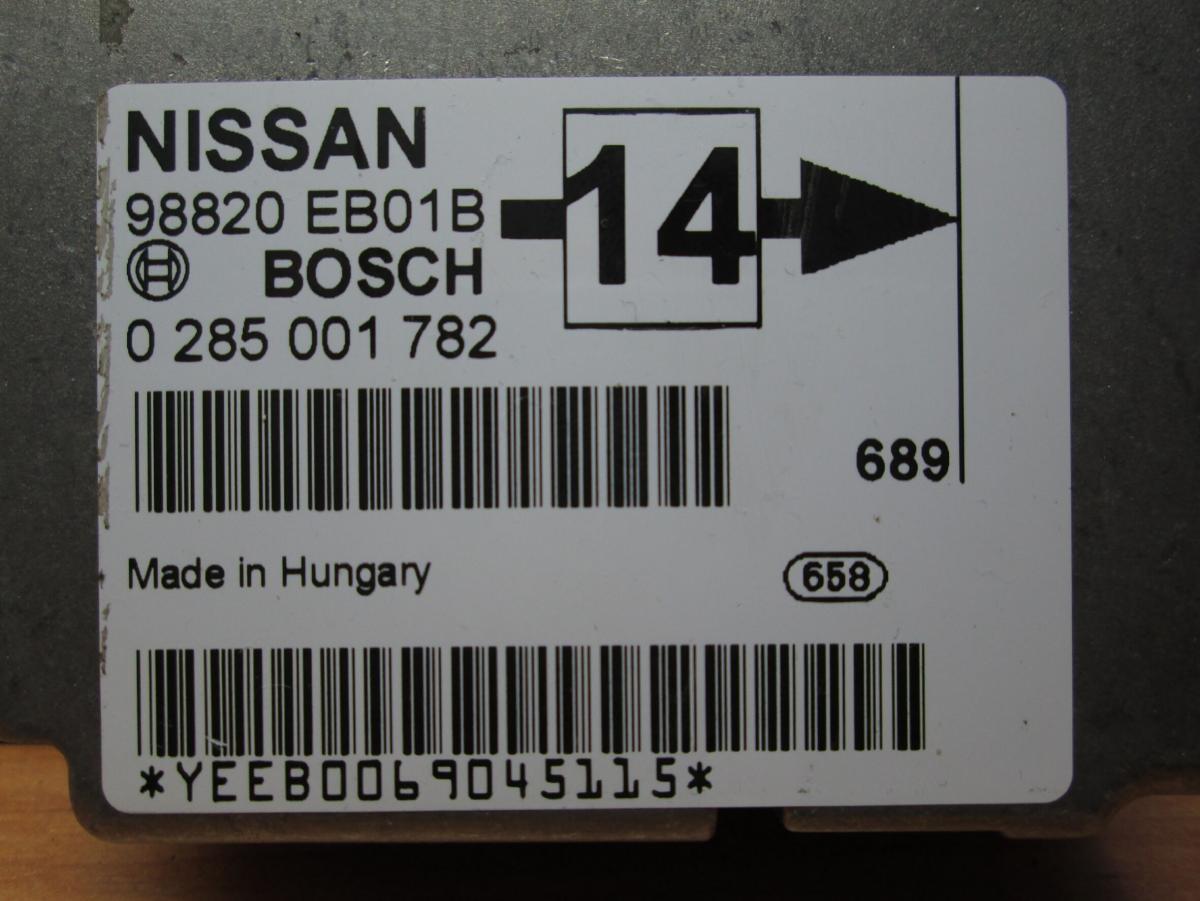 NISSAN
98820 EB01B
BOSCH
0 285 001 782
14
689
Made in Hungary
658
*YEEB0069045115*